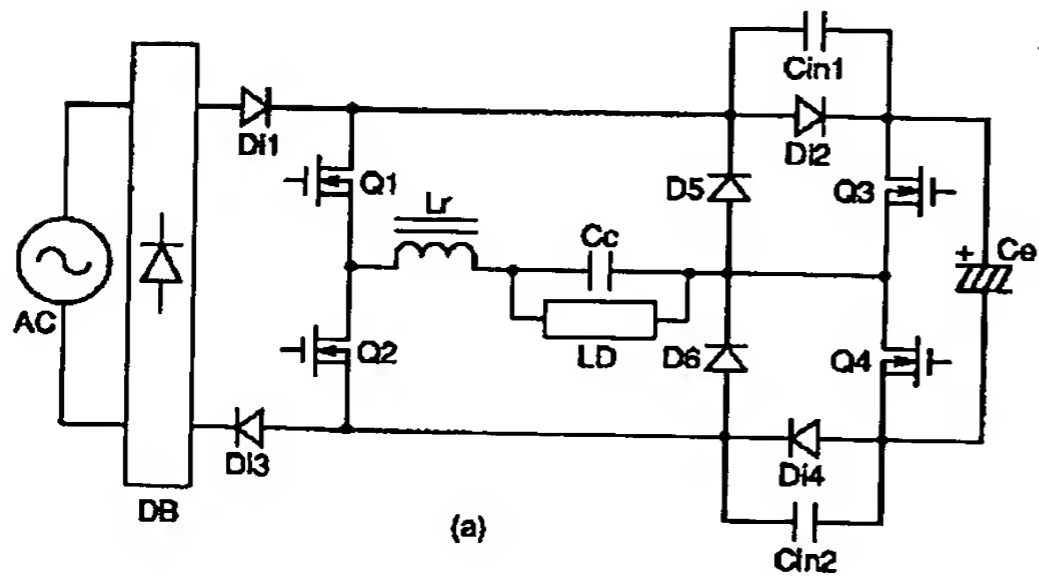 Cin1
Di1
Di2
Q1
D5
Q3
Lr
Cc
+
Ce
AC
Q2
LD
D6
Q4
Di3
Di4
DB
(a)
Cin2